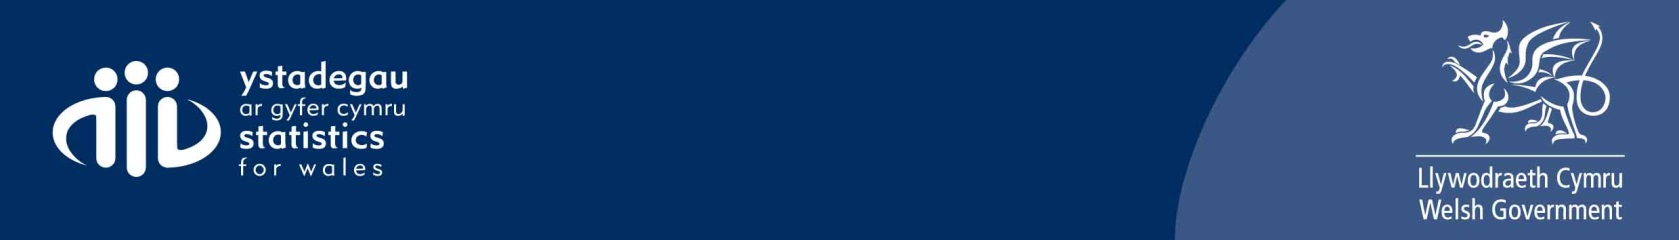 ystadegau
ar gyfer cymru
statistics
for wales
Llywodraeth Cymru
Welsh Government